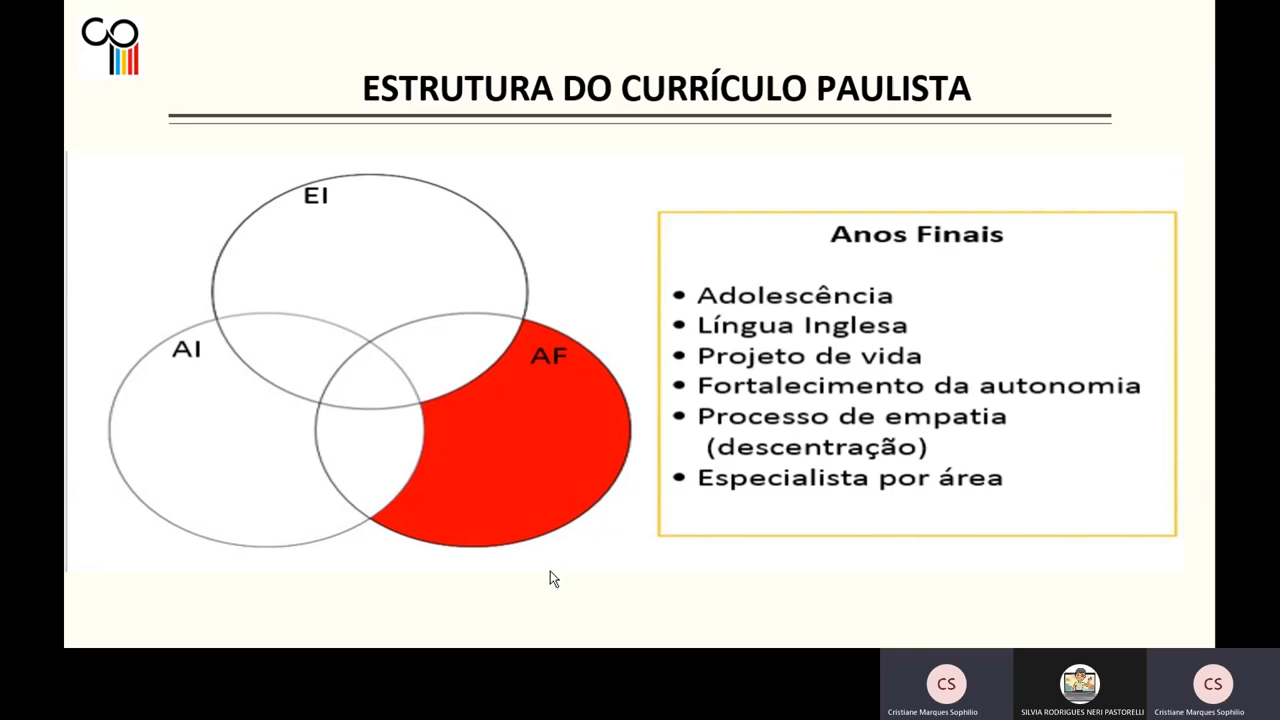 ESTRUTURA DO CURRÍCULO PAULISTA
EI
AI
AF
Anos Finais
• Adolescência
• Língua Inglesa
• Projeto de vida
• Fortalecimento da autonomia
• Processo de empatia
(descentração)
• Especialista por área
CS
CS
Cristiane Marques Sophilio
SILVIA RODRIGUES NERI PASTORELLI
Cristiane Marques Sophilio